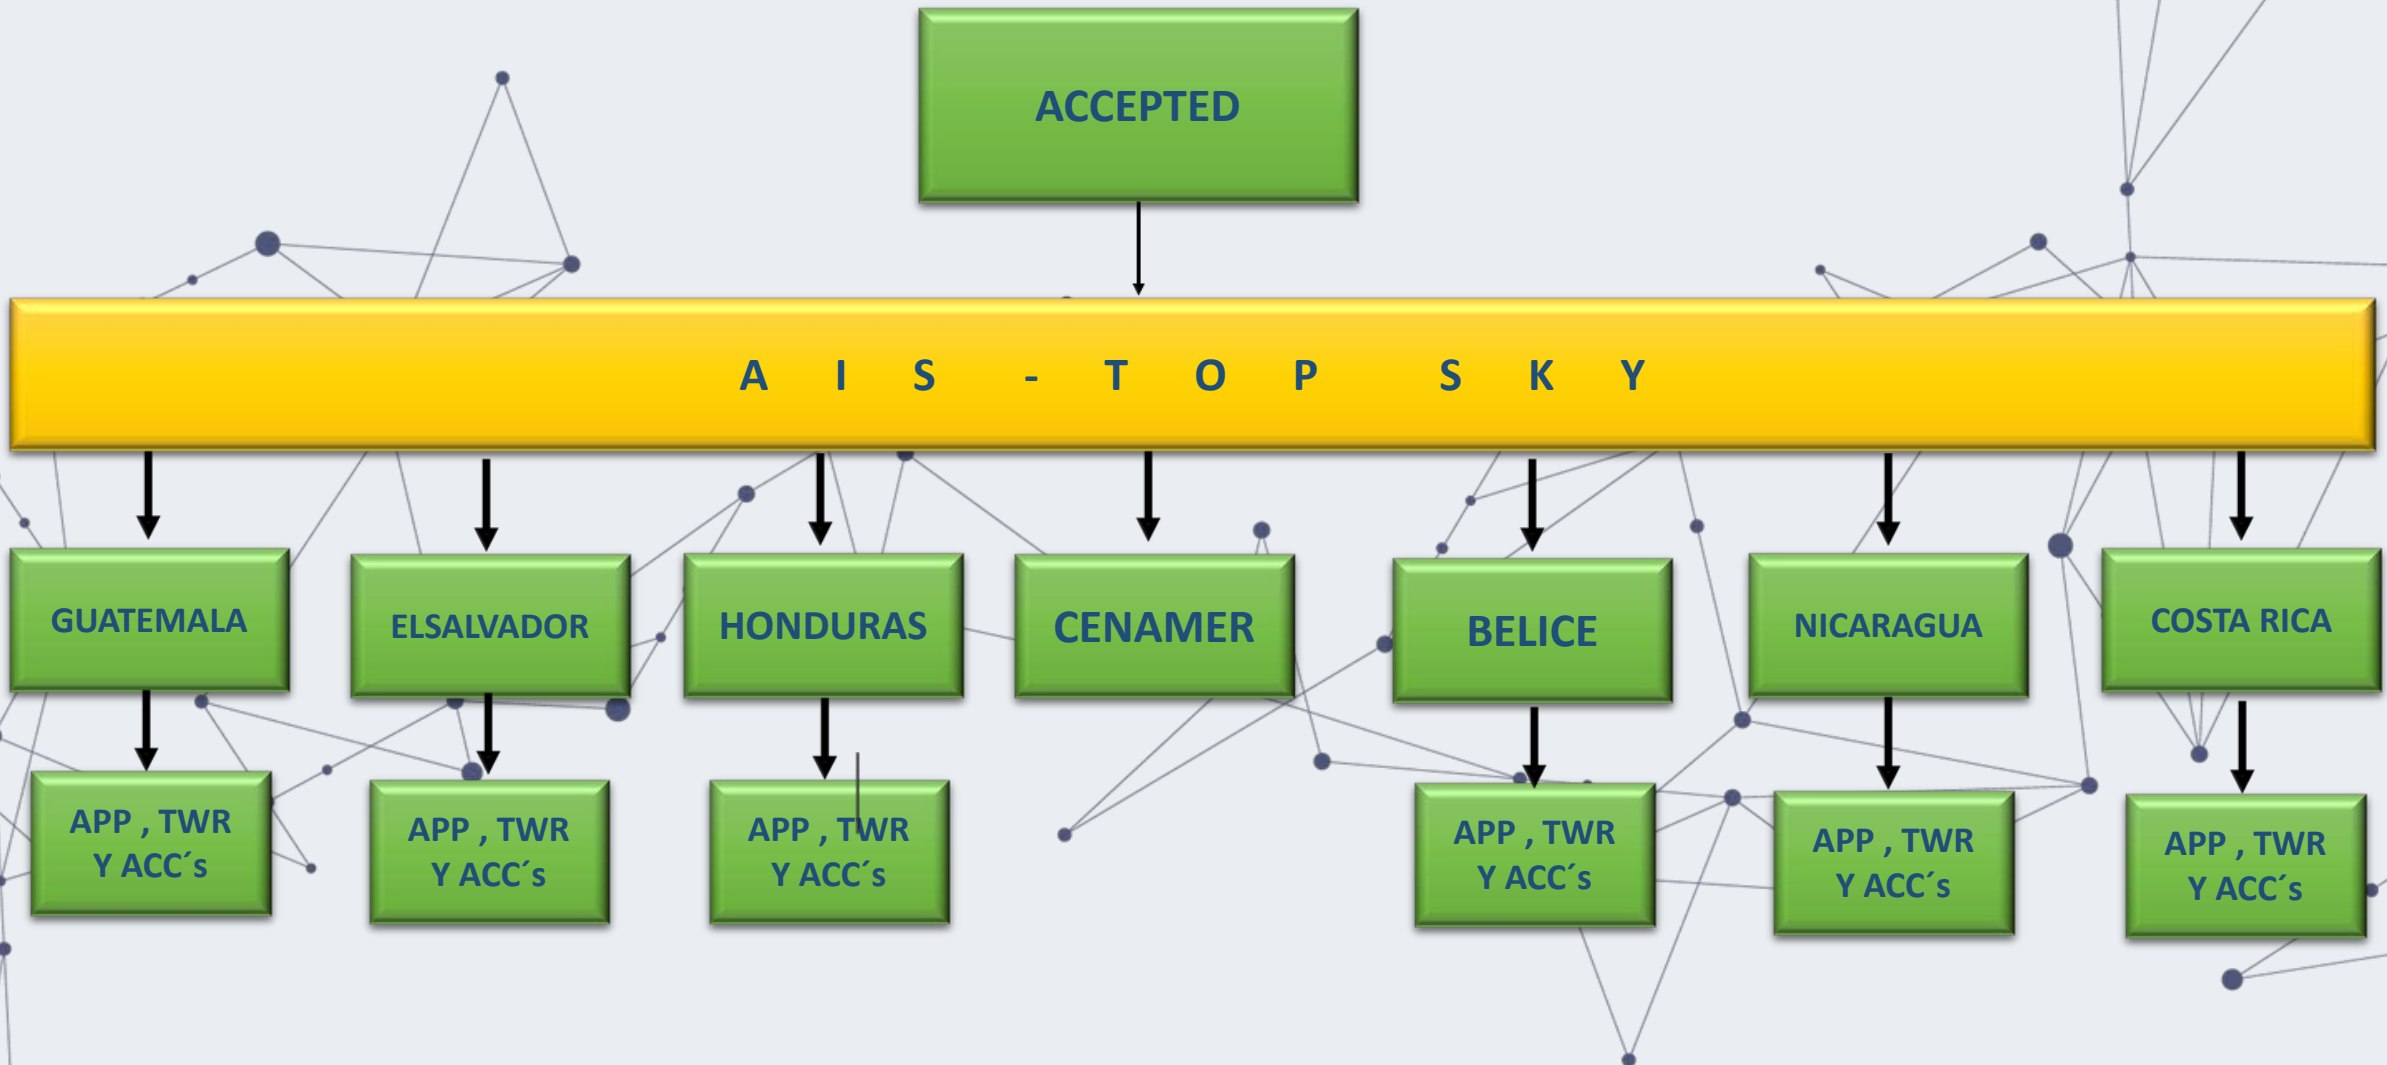 ACCEPTED
A I S - T O P S K Y
GUATEMALA
ELSALVADOR
HONDURAS
CENAMER
BELICE
NICARAGUA
COSTA RICA
APP , TWR
Y ACC´s
APP , TWR
Y ACC´s
APP , TWR
Y ACC´s
APP , TWR
Y ACC´s
APP , TWR
Y ACC´s
APP , TWR
Y ACC´s